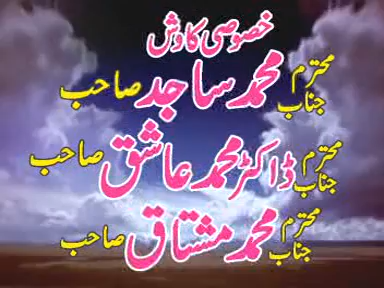 خصوصی کاوش
محترم جناب محمد ساجد صاحب
محترم جناب ڈاکٹر محمد عاشق صاحب
محترم جناب محمد مشتاق صاحب